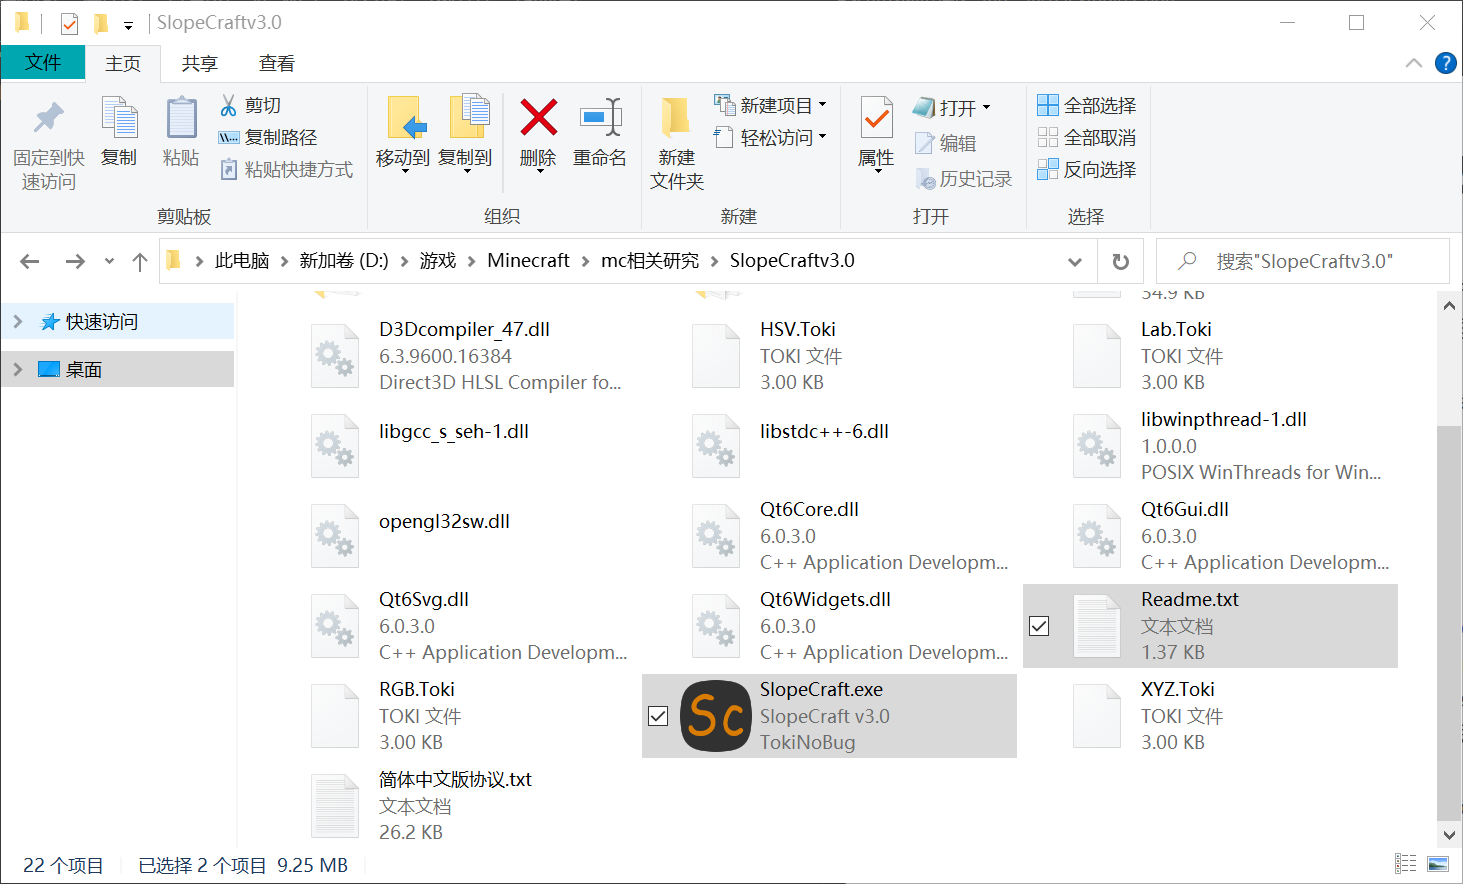 SlopeCraftv3.0
文件 主页 共享 查看
固定到快
速访问
复制
粘贴
剪切
复制路径
粘贴快捷方式
剪贴板
移动到
复制到
删除
重命名
组织
新建
文件夹
新建项目
轻松访问
新建
属性
打开
编辑
历史记录
打开
全部选择
全部取消
反向选择
选择
此电脑 新加卷 (D:) 游戏 Minecraft mc相关研究 SlopeCraftv3.0
搜索"SlopeCraftv3.0"
快速访问
桌面
34.9 KB
D3Dcompiler_47.dll
6.3.9600.16384
Direct3D HLSL Compiler fo...
HSV.Toki
TOKI 文件
3.00 KB
Lab.Toki
TOKI 文件
3.00 KB
libgcc_s_seh-1.dll
libstdc++-6.dll
libwinpthread-1.dll
1.0.0.0
POSIX WinThreads for Win...
opengl32sw.dll
Qt6Core.dll
6.0.3.0
C++ Application Developm...
Qt6Gui.dll
6.0.3.0
C++ Application Developm...
Qt6Svg.dll
6.0.3.0
C++ Application Developm...
Qt6Widgets.dll
6.0.3.0
C++ Application Developm...
Readme.txt
文本文档
1.37 KB
RGB.Toki
TOKI 文件
3.00 KB
Sc
SlopeCraft.exe
SlopeCraft v3.0
TokiNoBug
XYZ.Toki
TOKI 文件
3.00 KB
简体中文版协议.txt
文本文档
26.2 KB
22 个项目 已选择 2 个项目 9.25 MB